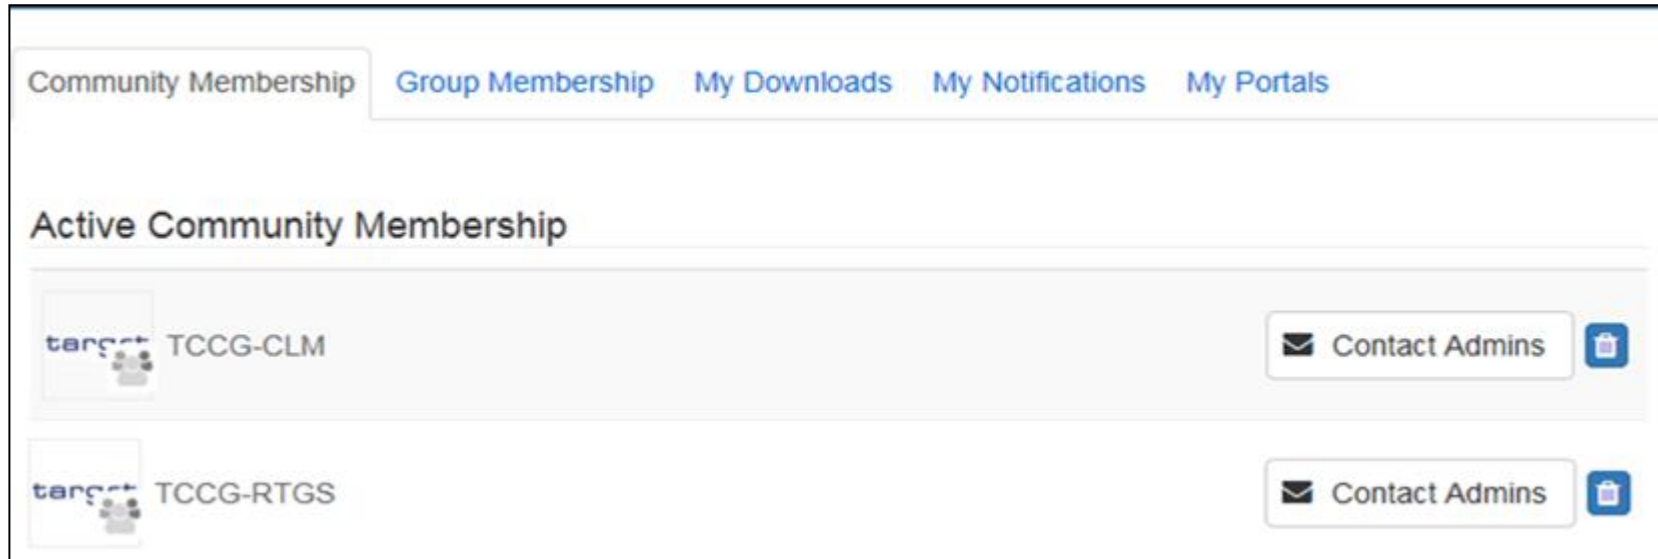 Community Membership Group Membership My Downloads My Notifications My Portals
Active Community Membership
TCCG-CLM Contact Admins
TCCG-RTGS Contact Admins